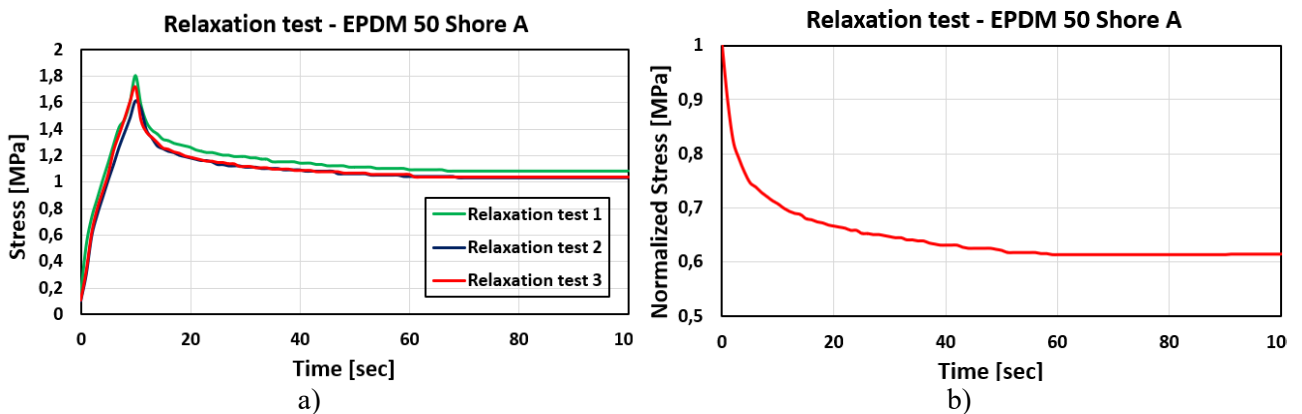 Relaxation test - EPDM 50 Shore A
Stress [MPa]
2
1,8
1,6
1,4
1,2
1
0,8
0,6
0,4
0,2
0
Relaxation test 1
Relaxation test 2
Relaxation test 3
0 20 40 60 80 10
Time [sec]
a)
Relaxation test - EPDM 50 Shore A
Normalized Stress [MPa]
1
0,9
0,8
0,7
0,6
0,5
0 20 40 60 80 10
Time [sec]
b)